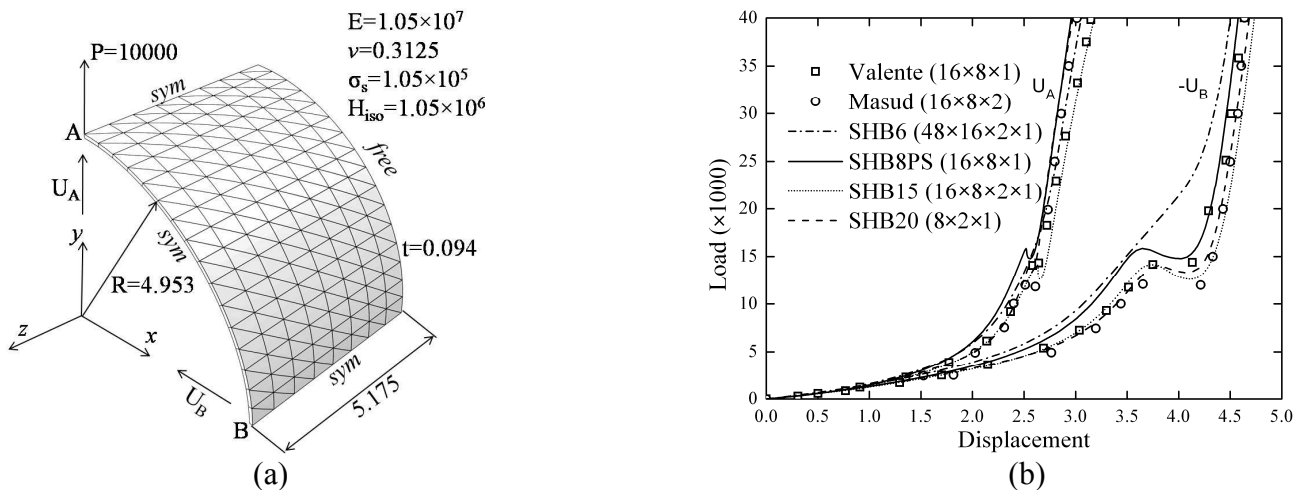 E=1.05×10⁷
ν=0.3125
σₛ=1.05×10⁵
Hᵢₛₒ=1.05×10⁶
P=10000
sym
A
free
U_A
y
sym
t=0.094
R=4.953
z
x
sym
U_B
5.175
B
(a)
40
35
30
25
20
15
10
5
0
Load (×1000)
Valente (16×8×1)
Masud (16×8×2)
SHB6 (48×16×2×1)
SHB8PS (16×8×1)
SHB15 (16×8×2×1)
SHB20 (8×2×1)
U_A
-U_B
0.0 0.5 1.0 1.5 2.0 2.5 3.0 3.5 4.0 4.5 5.0
Displacement
(b)